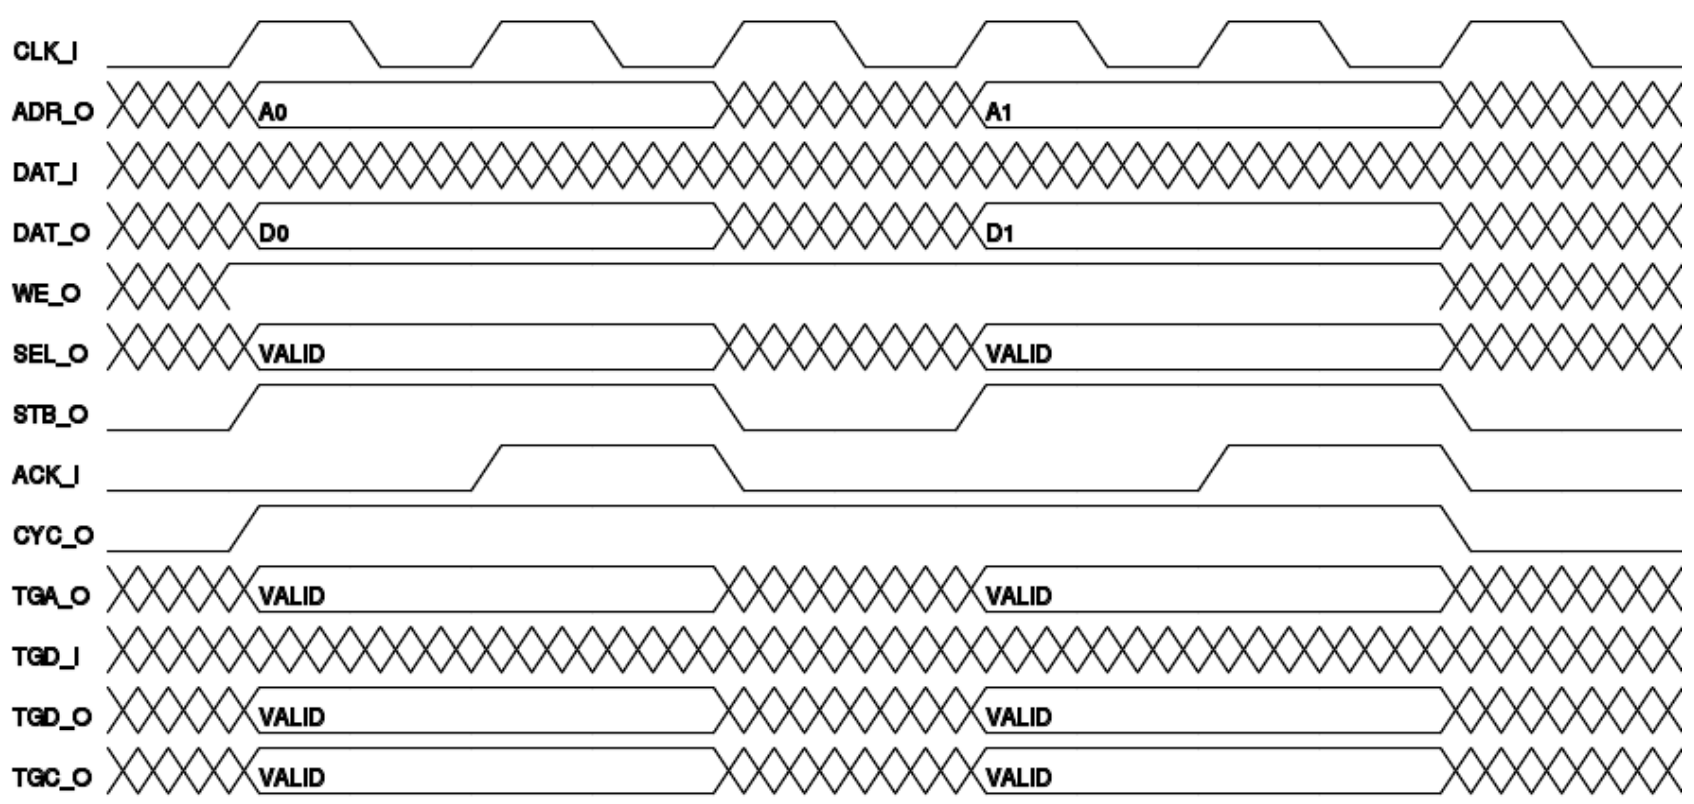 CLK_I
ADR_O A0 A1
DAT_I
DAT_O D0 D1
WE_O
SEL_O VALID VALID
STB_O
ACK_I
CYC_O
TGA_O VALID VALID
TGD_I
TGD_O VALID VALID
TGC_O VALID VALID